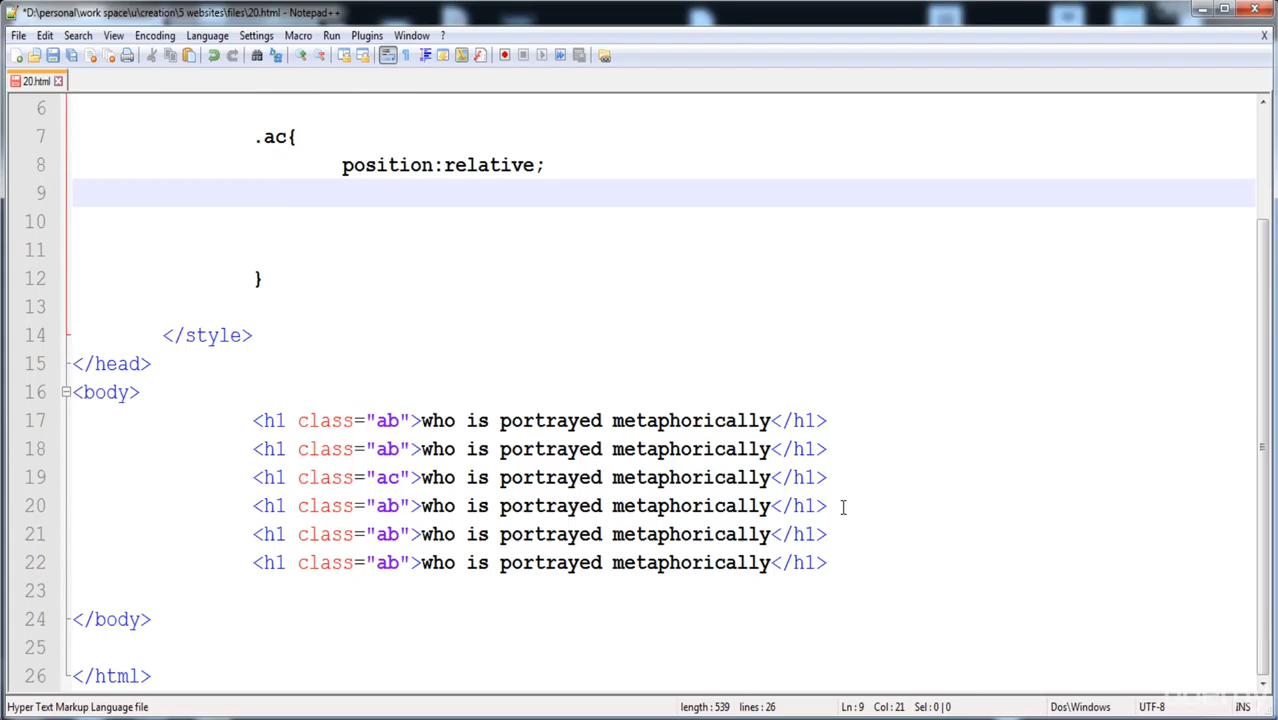 *D:\personal\work space\u\creation\5 websites\files\20.html - Notepad++
File Edit Search View Encoding Language Settings Macro Run Plugins Window ? X
20.html
6
7 .ac{
8 position:relative;
9
10
11
12 }
13
14 </style>
15 </head>
16 <body>
17 <h1 class="ab">who is portrayed metaphorically</h1>
18 <h1 class="ab">who is portrayed metaphorically</h1>
19 <h1 class="ac">who is portrayed metaphorically</h1>
20 <h1 class="ab">who is portrayed metaphorically</h1>
21 <h1 class="ab">who is portrayed metaphorically</h1>
22 <h1 class="ab">who is portrayed metaphorically</h1>
23
24 </body>
25
26 </html>
Hyper Text Markup Language file length : 539 lines : 26 Ln : 9 Col : 21 Sel : 0 | 0 Dos\Windows UTF-8 INS